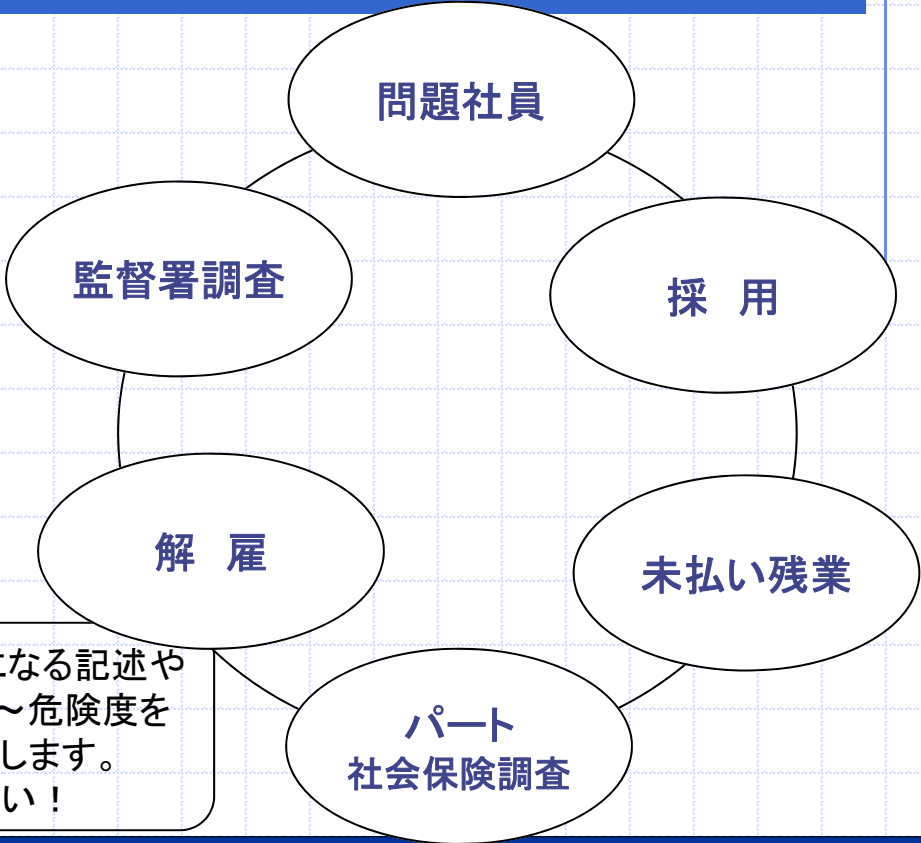 問題社員
監督署調査
採　用
解　雇
未払い残業
なる記述や
～危険度を
します。
い！
パート
社会保険調査